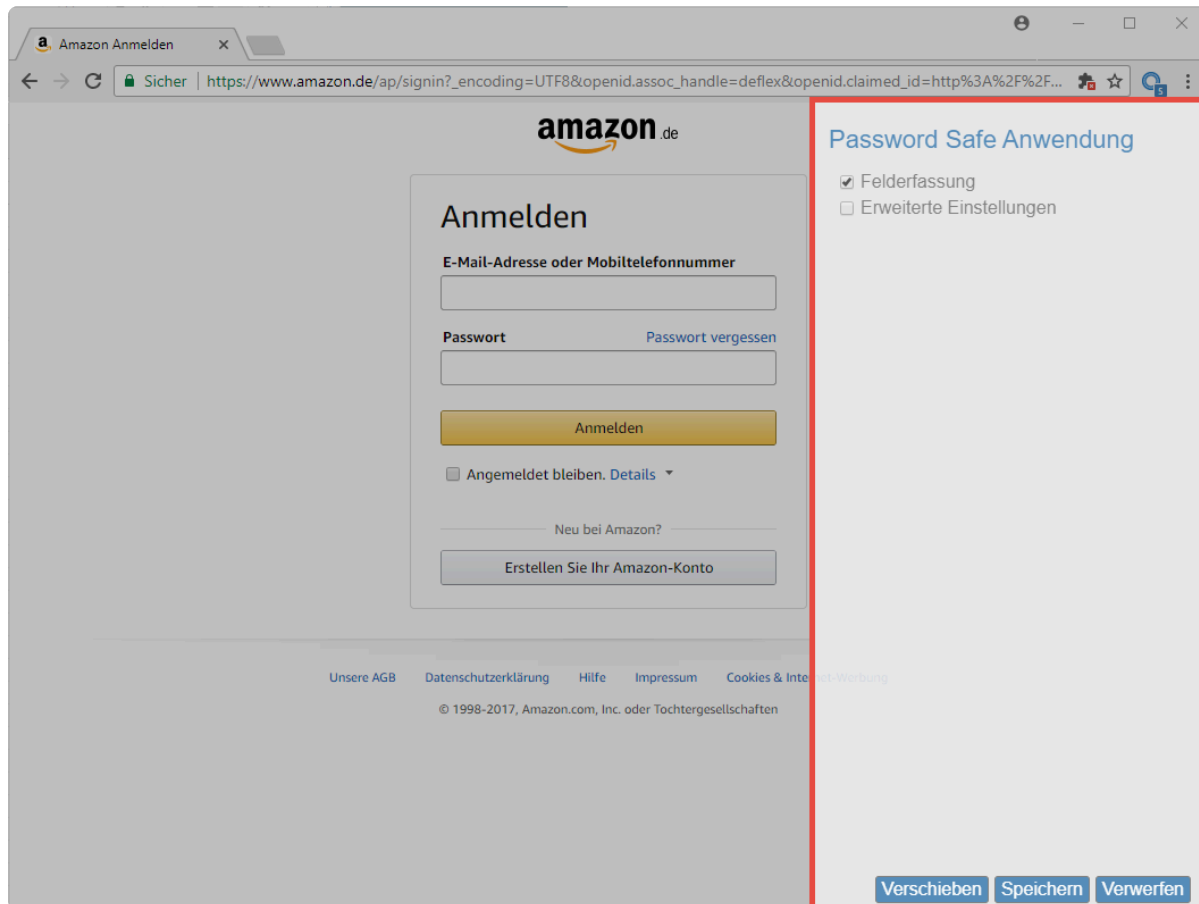 Amazon Anmelden
Sicher | https://www.amazon.de/ap/signin?_encoding=UTF8&openid.assoc_handle=deflex&openid.claimed_id=http%3A%2F%2F...
5
amazon.de
Password Safe Anwendung
Felderfassung
Erweiterte Einstellungen
Anmelden
E-Mail-Adresse oder Mobiltelefonnummer
Passwort Passwort vergessen
Anmelden
Angemeldet bleiben. Details
Neu bei Amazon?
Erstellen Sie Ihr Amazon-Konto
Unsere AGB Datenschutzerklärung Hilfe Impressum Cookies & Internet-Werbung
© 1998-2017, Amazon.com, Inc. oder Tochtergesellschaften
Verschieben Speichern Verwerfen